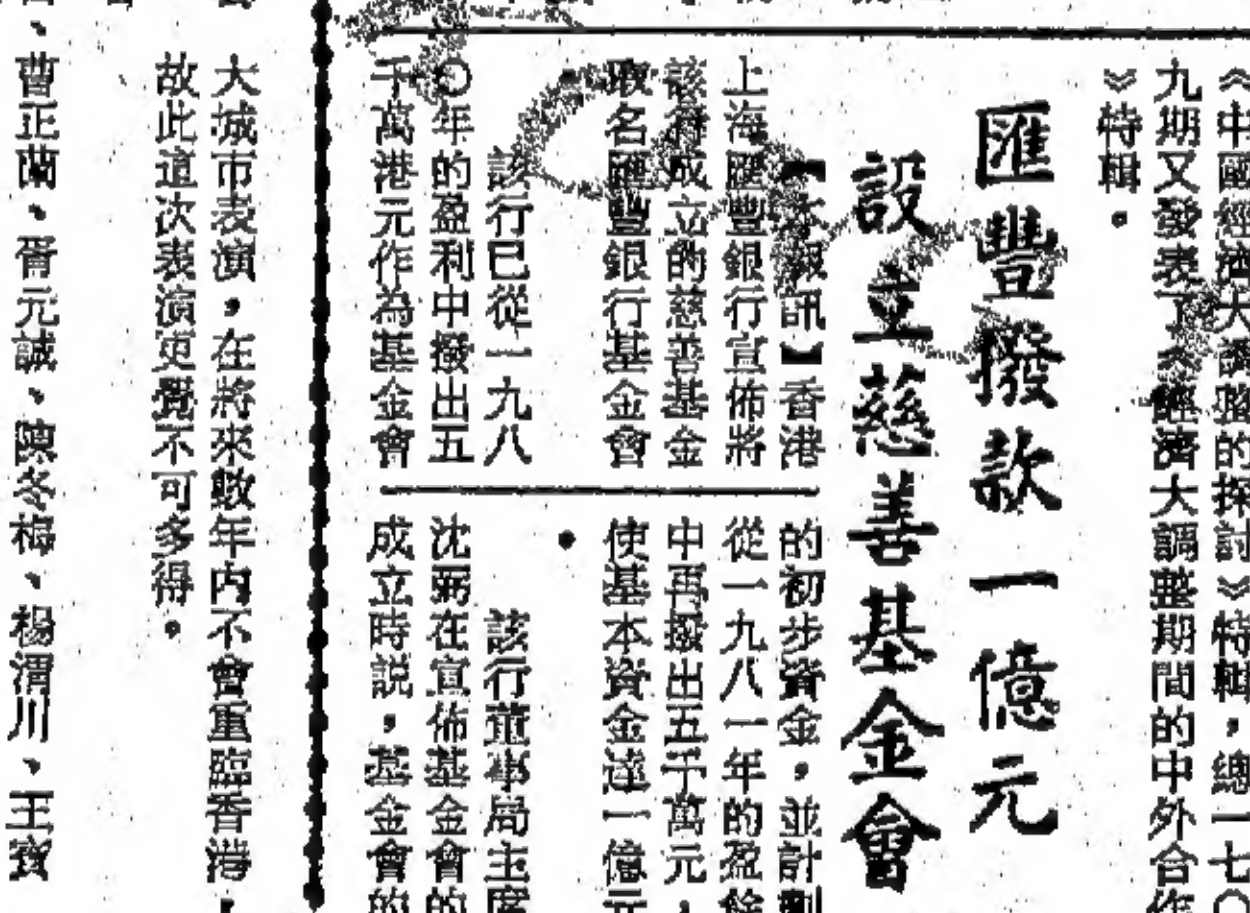 《中國經濟大調整的探討》特輯，總一七〇
九期又發表了《經濟大調整期間的中外合作
》特輯。
匯豐撥款一億元
設立慈善基金會
【本報訊】香港
上海匯豐銀行宣佈將
該將成立的慈善基金
取名匯豐銀行基金會
。
該行已從一九八
〇年的盈利中撥出五
千萬港元作為基金會
的初步資金，並計劃
從一九八一年的盈餘
中再撥出五千萬元，
使基本資金達一億元
。
該行董事局主席
沈弼在宣佈基金會的
成立時説，基金會的
大城市表演，在將來數年內不會重臨香港，
故此這次表演更覺不可多得。
、曹正蘭、胥元誠、陳冬梅、楊渭川、王寶